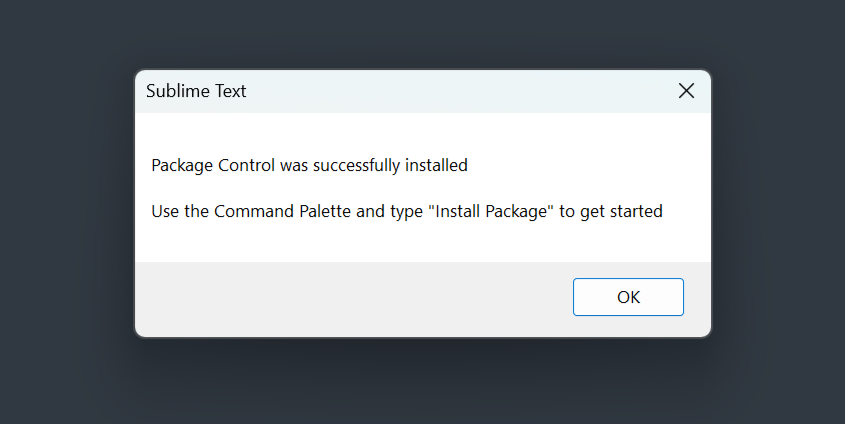 Sublime Text
Package Control was successfully installed
Use the Command Palette and type "Install Package" to get started
OK